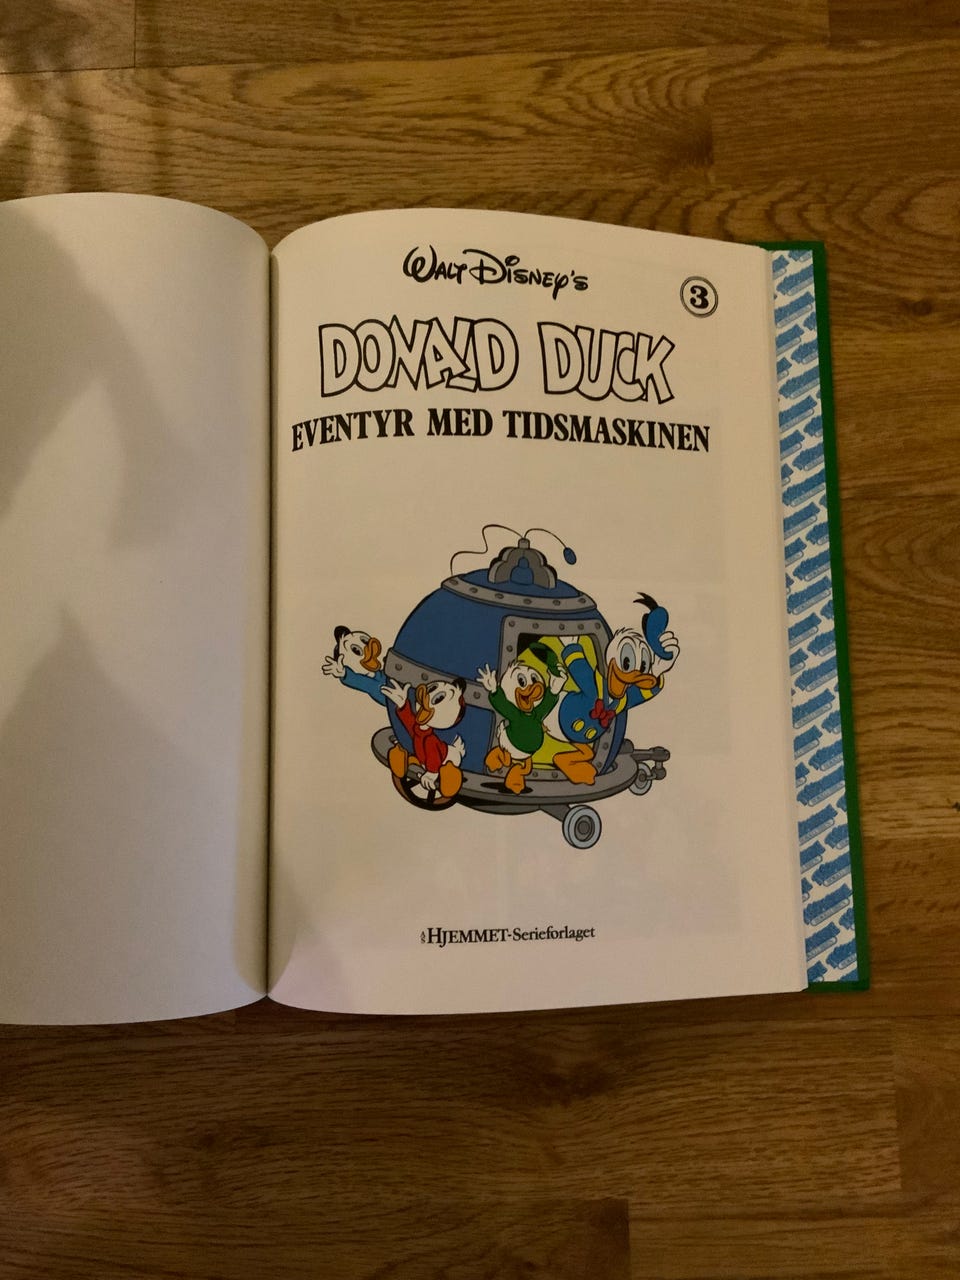 WALT DISNEY'S
3
DONALD DUCK
EVENTYR MED TIDSMASKINEN
A/S HJEMMET-Serieforlaget